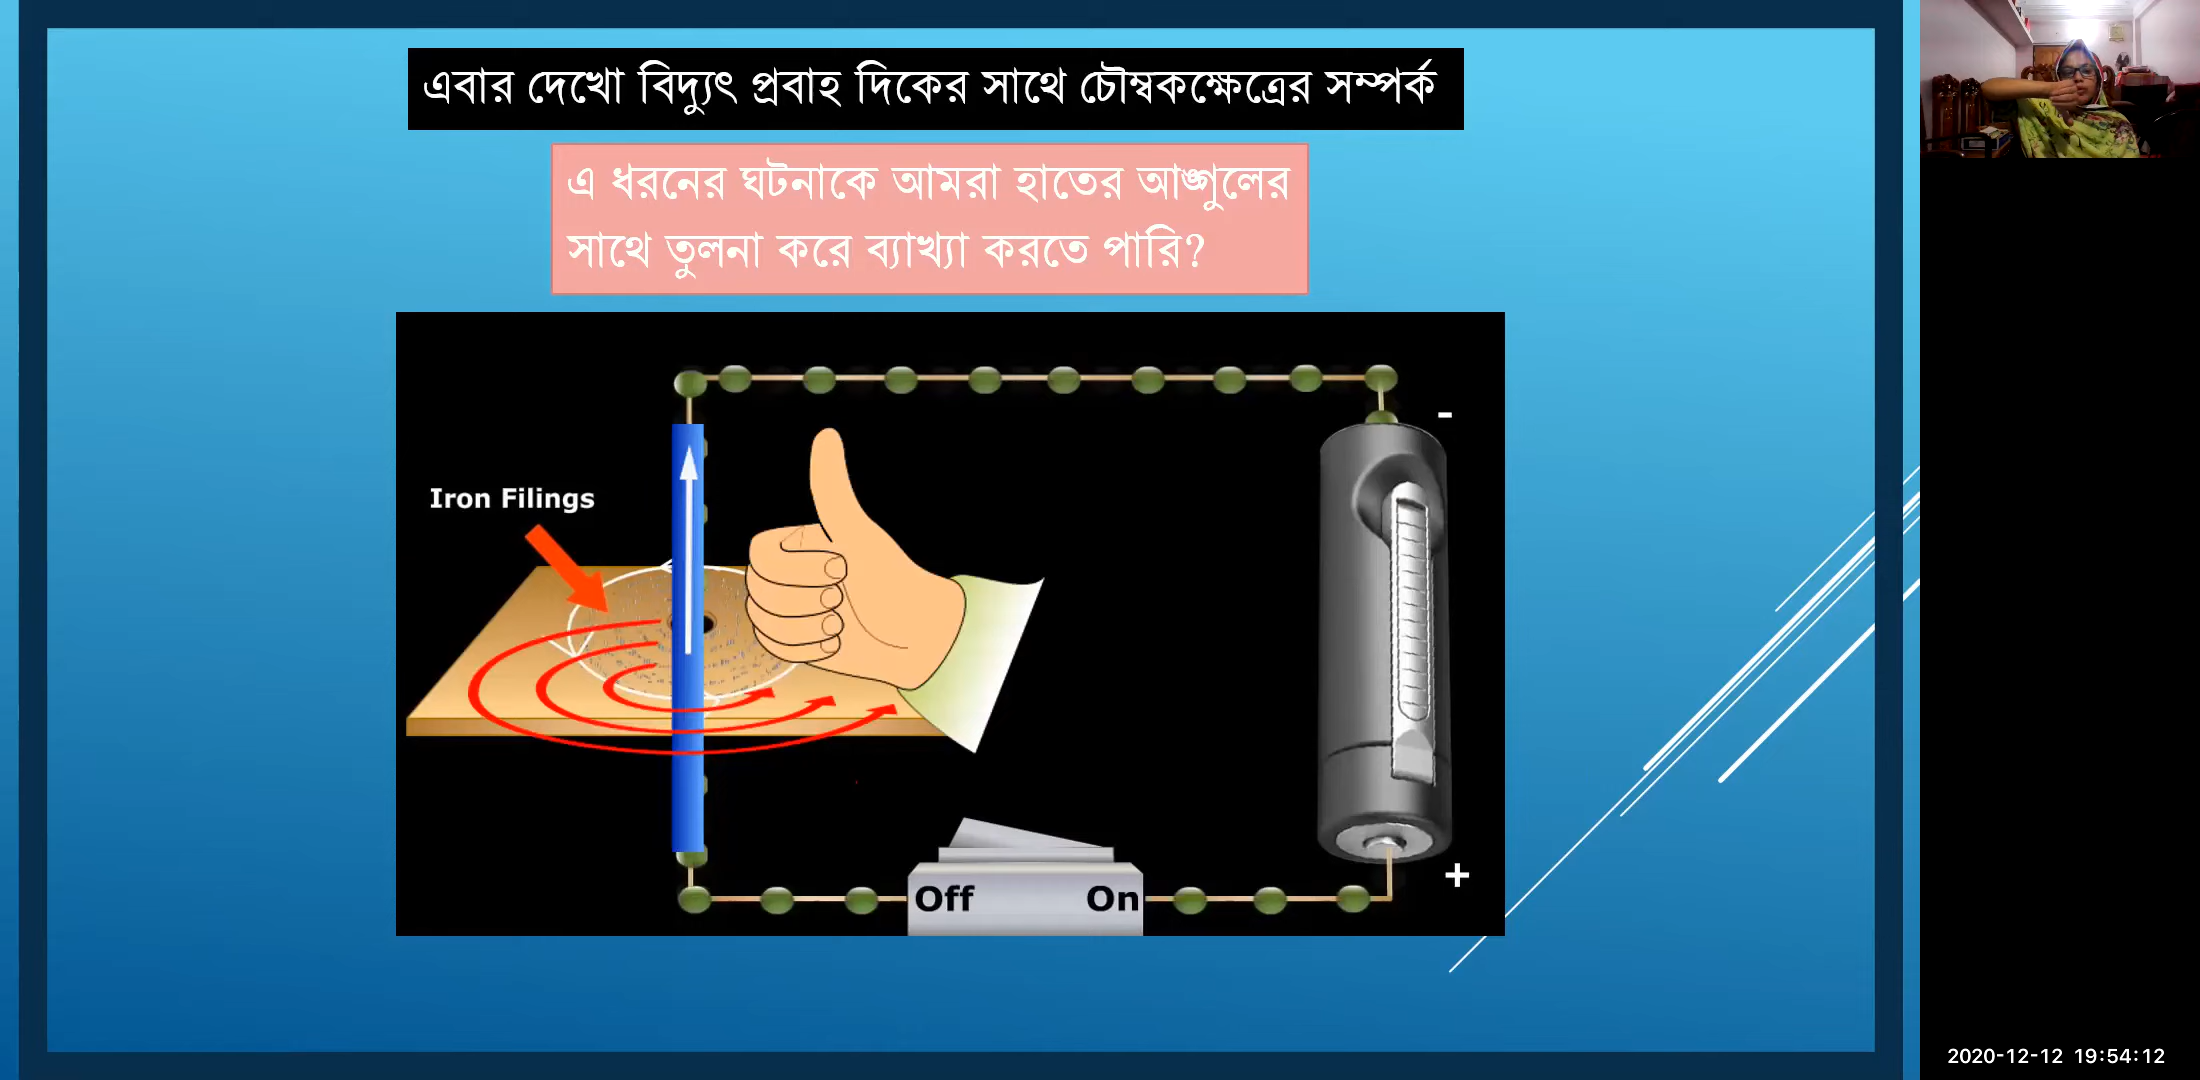 এবার দেখো বিদ্যুৎ প্রবাহ দিকের সাথে চৌম্বকক্ষেত্রের সম্পর্ক
এ ধরনের ঘটনাকে আমরা হাতের আঙ্গুলের
সাথে তুলনা করে ব্যাখ্যা করতে পারি?
-
Iron Filings
+
Off On
2020-12-12 19:54:12